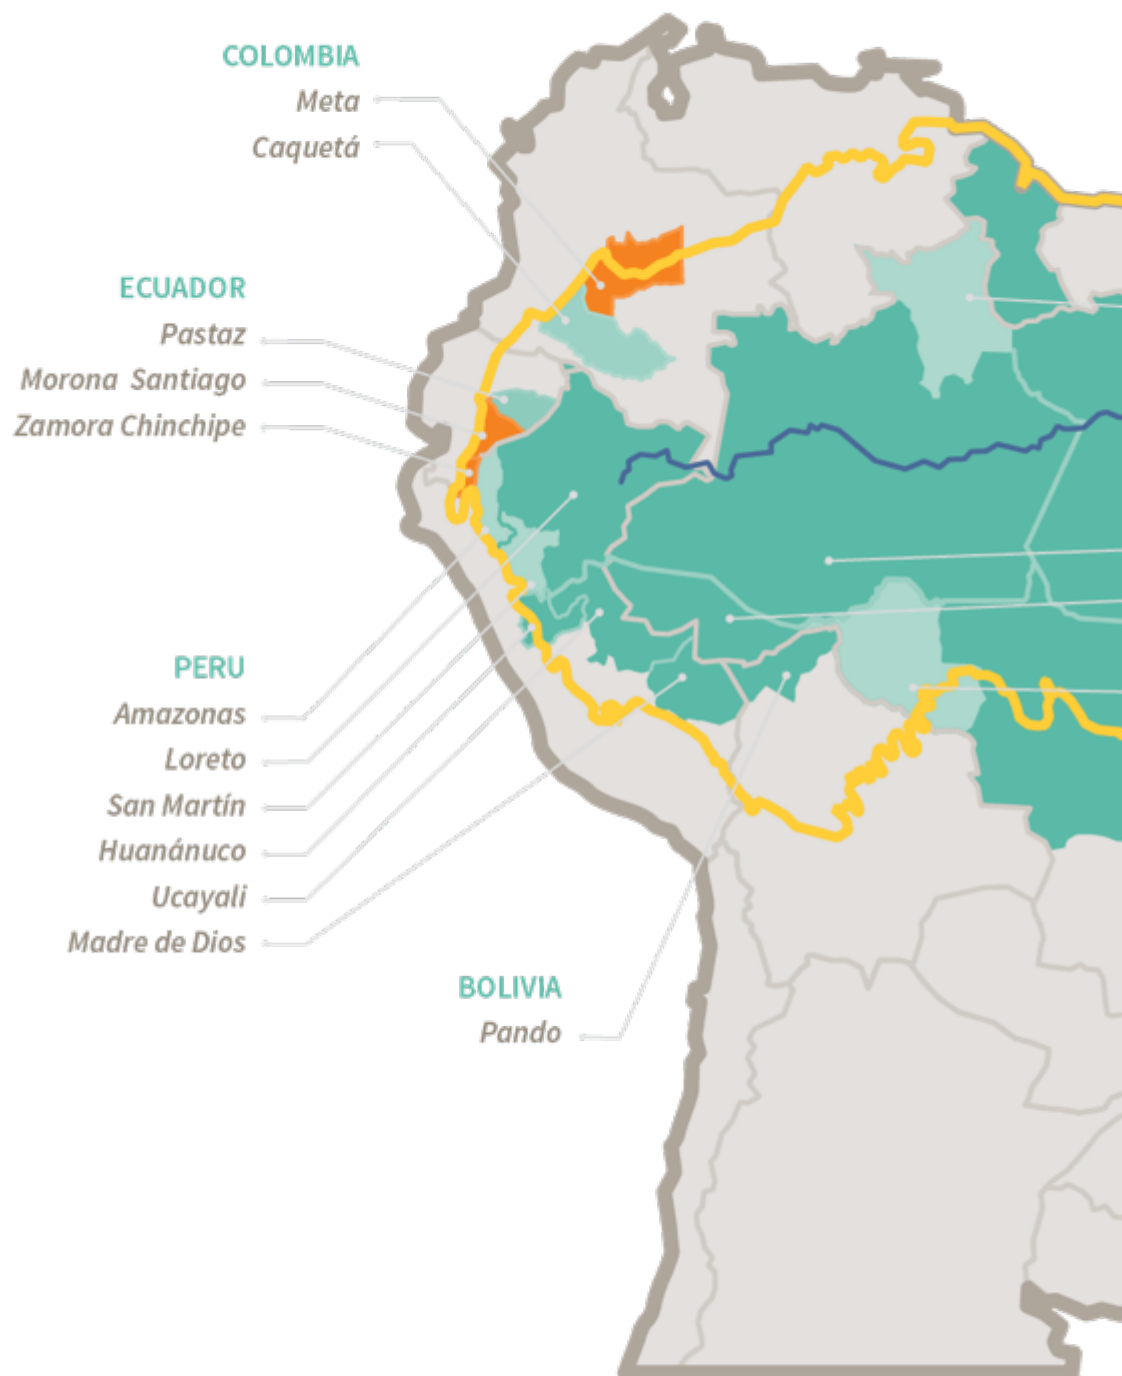 COLOMBIA
Meta
Caquetá
ECUADOR
Pastaz
Morona Santiago
Zamora Chinchipe
PERU
Amazonas
Loreto
San Martín
Huanánuco
Ucayali
Madre de Dios
BOLIVIA
Pando